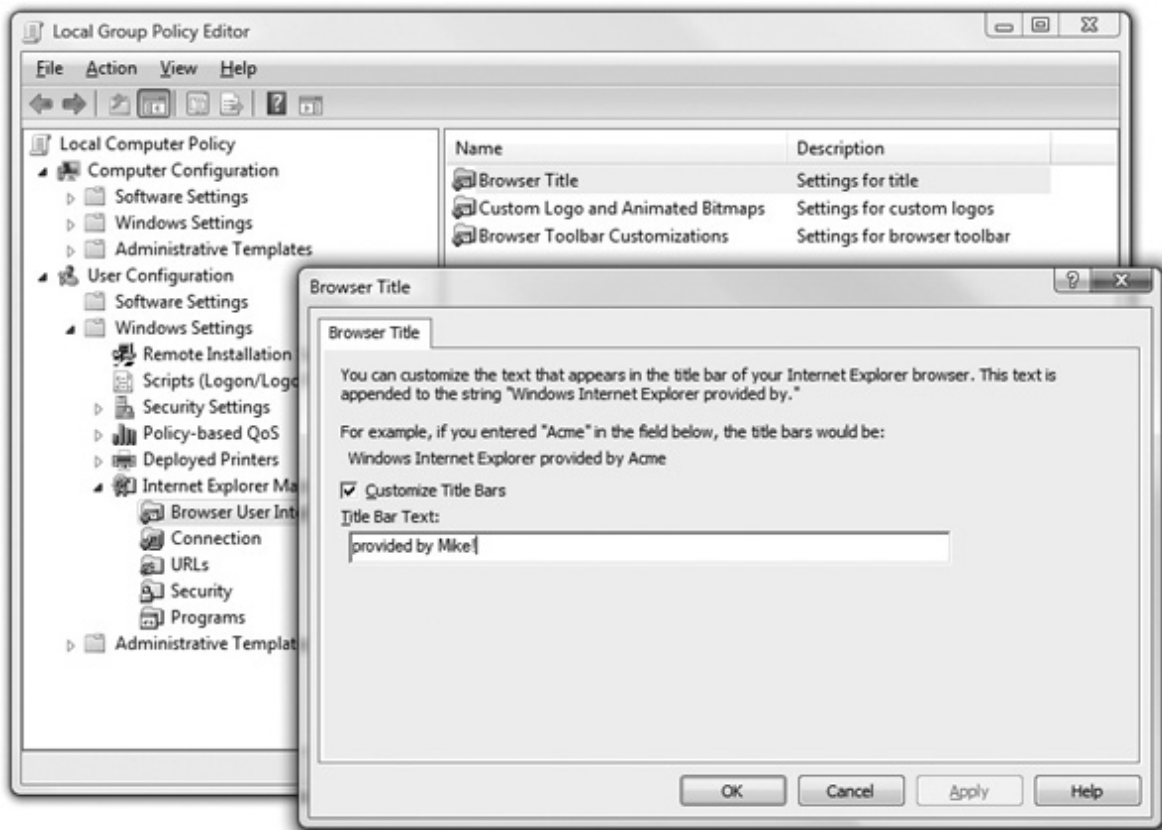 Local Group Policy Editor
File Action View Help
Local Computer Policy
Computer Configuration
Software Settings
Windows Settings
Administrative Templates
User Configuration
Software Settings
Windows Settings
Remote Installation
Scripts (Logon/Logo
Security Settings
Policy-based QoS
Deployed Printers
Internet Explorer Ma
Browser User Int
Connection
URLs
Security
Programs
Administrative Templat
Name Description
Browser Title Settings for title
Custom Logo and Animated Bitmaps Settings for custom logos
Browser Toolbar Customizations Settings for browser toolbar
Browser Title
Browser Title
You can customize the text that appears in the title bar of your Internet Explorer browser. This text is
appended to the string "Windows Internet Explorer provided by."
For example, if you entered "Acme" in the field below, the title bars would be:
Windows Internet Explorer provided by Acme
Customize Title Bars
Title Bar Text:
provided by Mike!
OK Cancel Apply Help